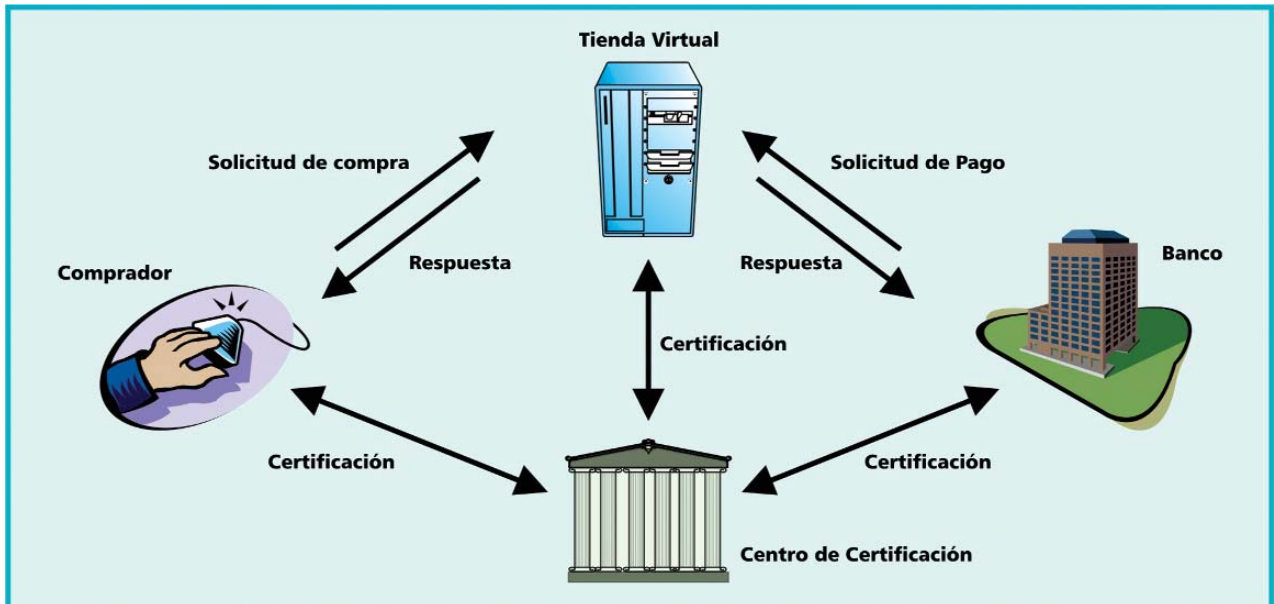 Tienda Virtual
Solicitud de compra
Solicitud de Pago
Respuesta
Respuesta
Comprador
Banco
Certificación
Certificación
Certificación
Centro de Certificación